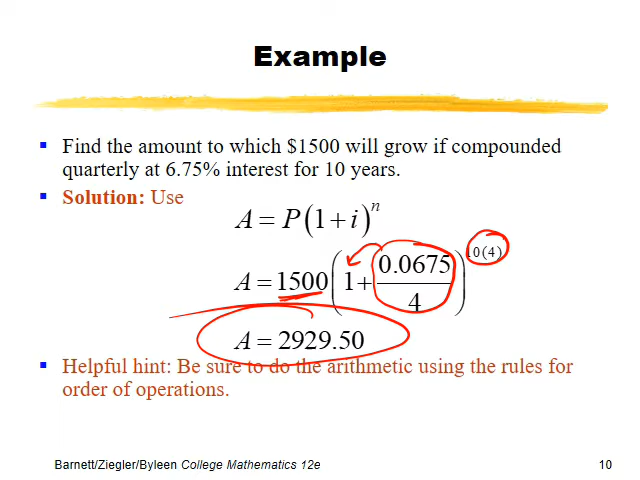 Example
Find the amount to which $1500 will grow if compounded
quarterly at 6.75% interest for 10 years.
Solution: Use
A = P(1 + i)^n
A = 1500(1 + 0.0675/4)^10(4)
A = 2929.50
Helpful hint: Be sure to do the arithmetic using the rules for
order of operations.
Barnett/Ziegler/Byleen College Mathematics 12e 10